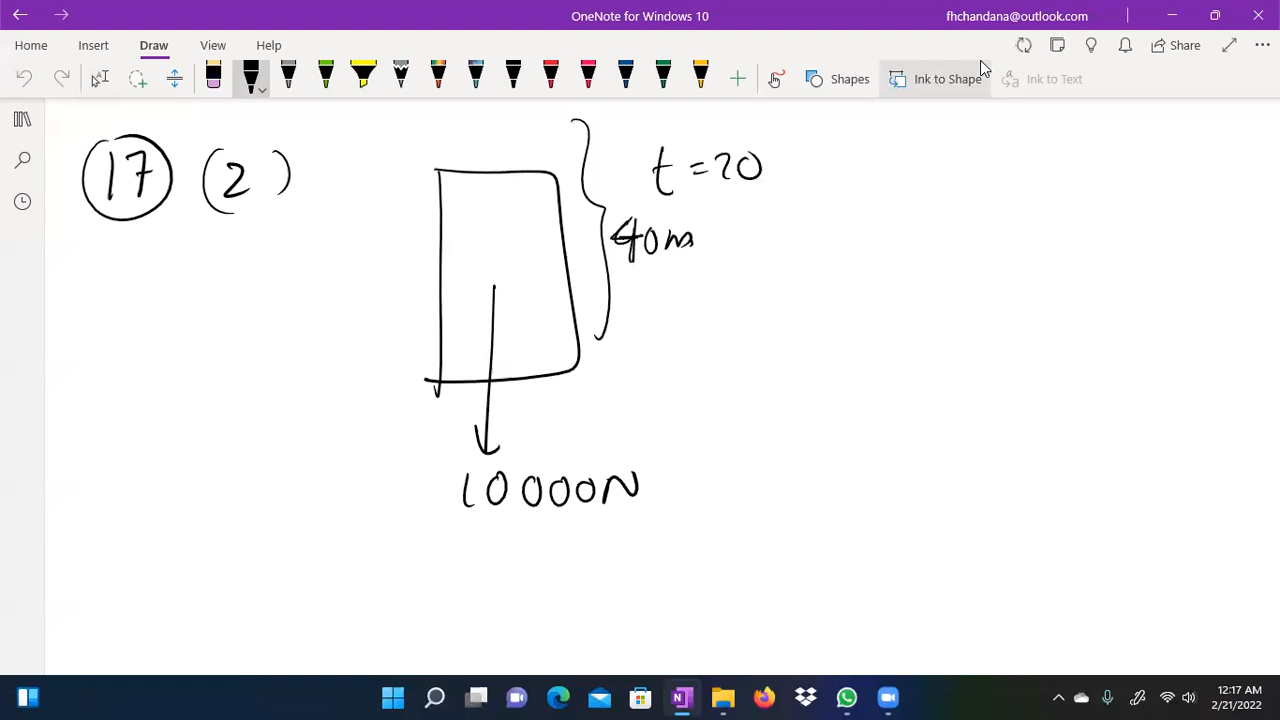 OneNote for Windows 10
fhchandana@outlook.com
Home Insert Draw View Help
Share
Shapes
Ink to Shape
Ink to Text
17 (2)
t = 20
40m
10000N
12:17 AM
2/21/2022